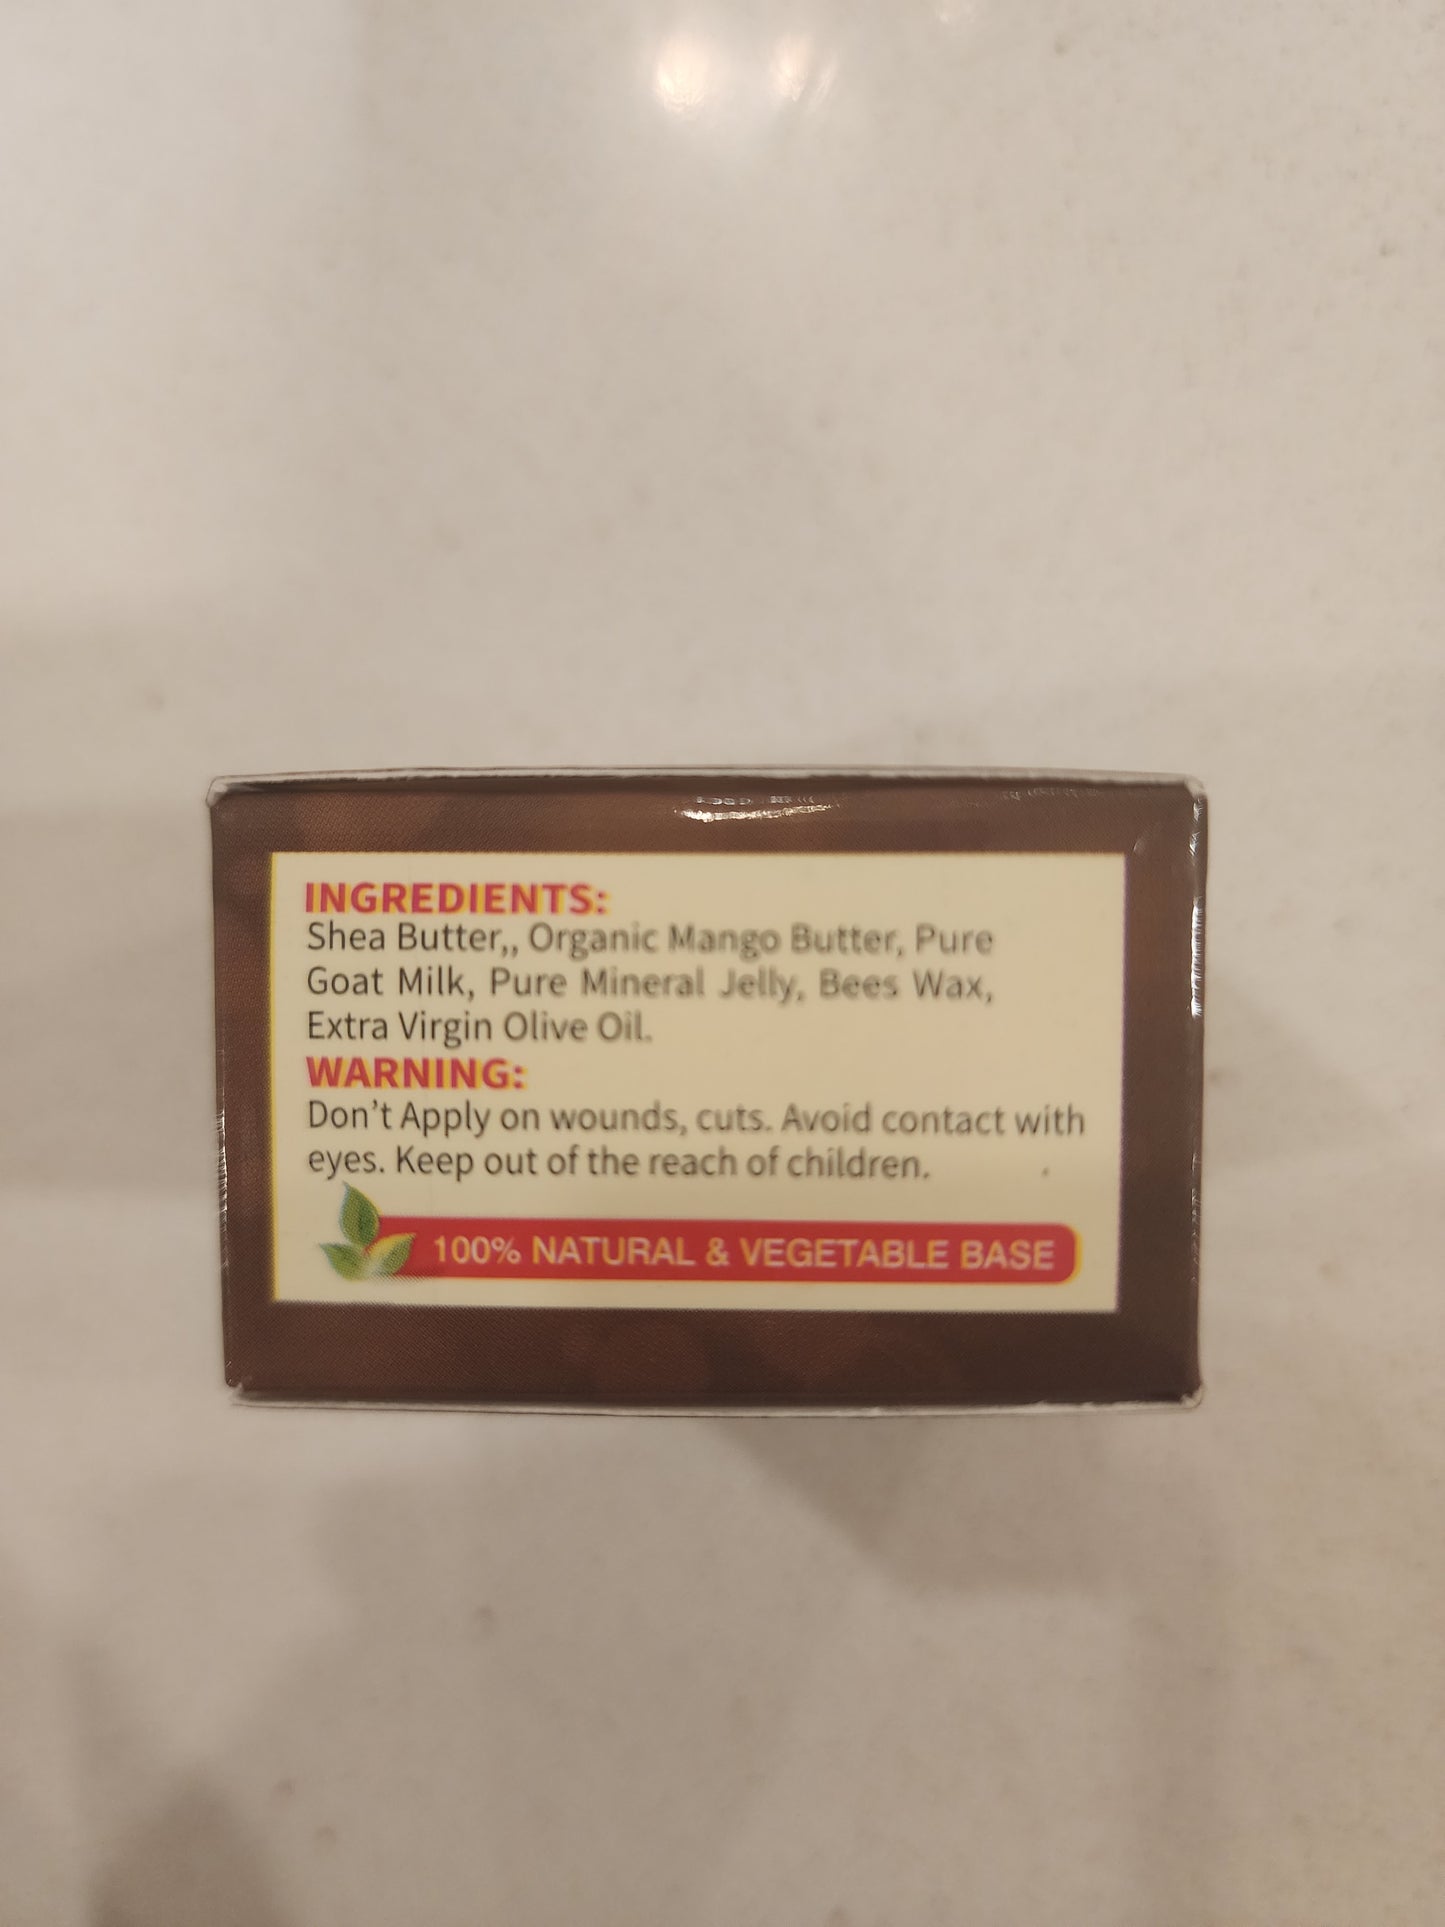 INGREDIENTS:
Shea Butter,, Organic Mango Butter, Pure
Goat Milk, Pure Mineral Jelly, Bees Wax,
Extra Virgin Olive Oil.
WARNING:
Don't Apply on wounds, cuts. Avoid contact with
eyes. Keep out of the reach of children.
100% NATURAL & VEGETABLE BASE